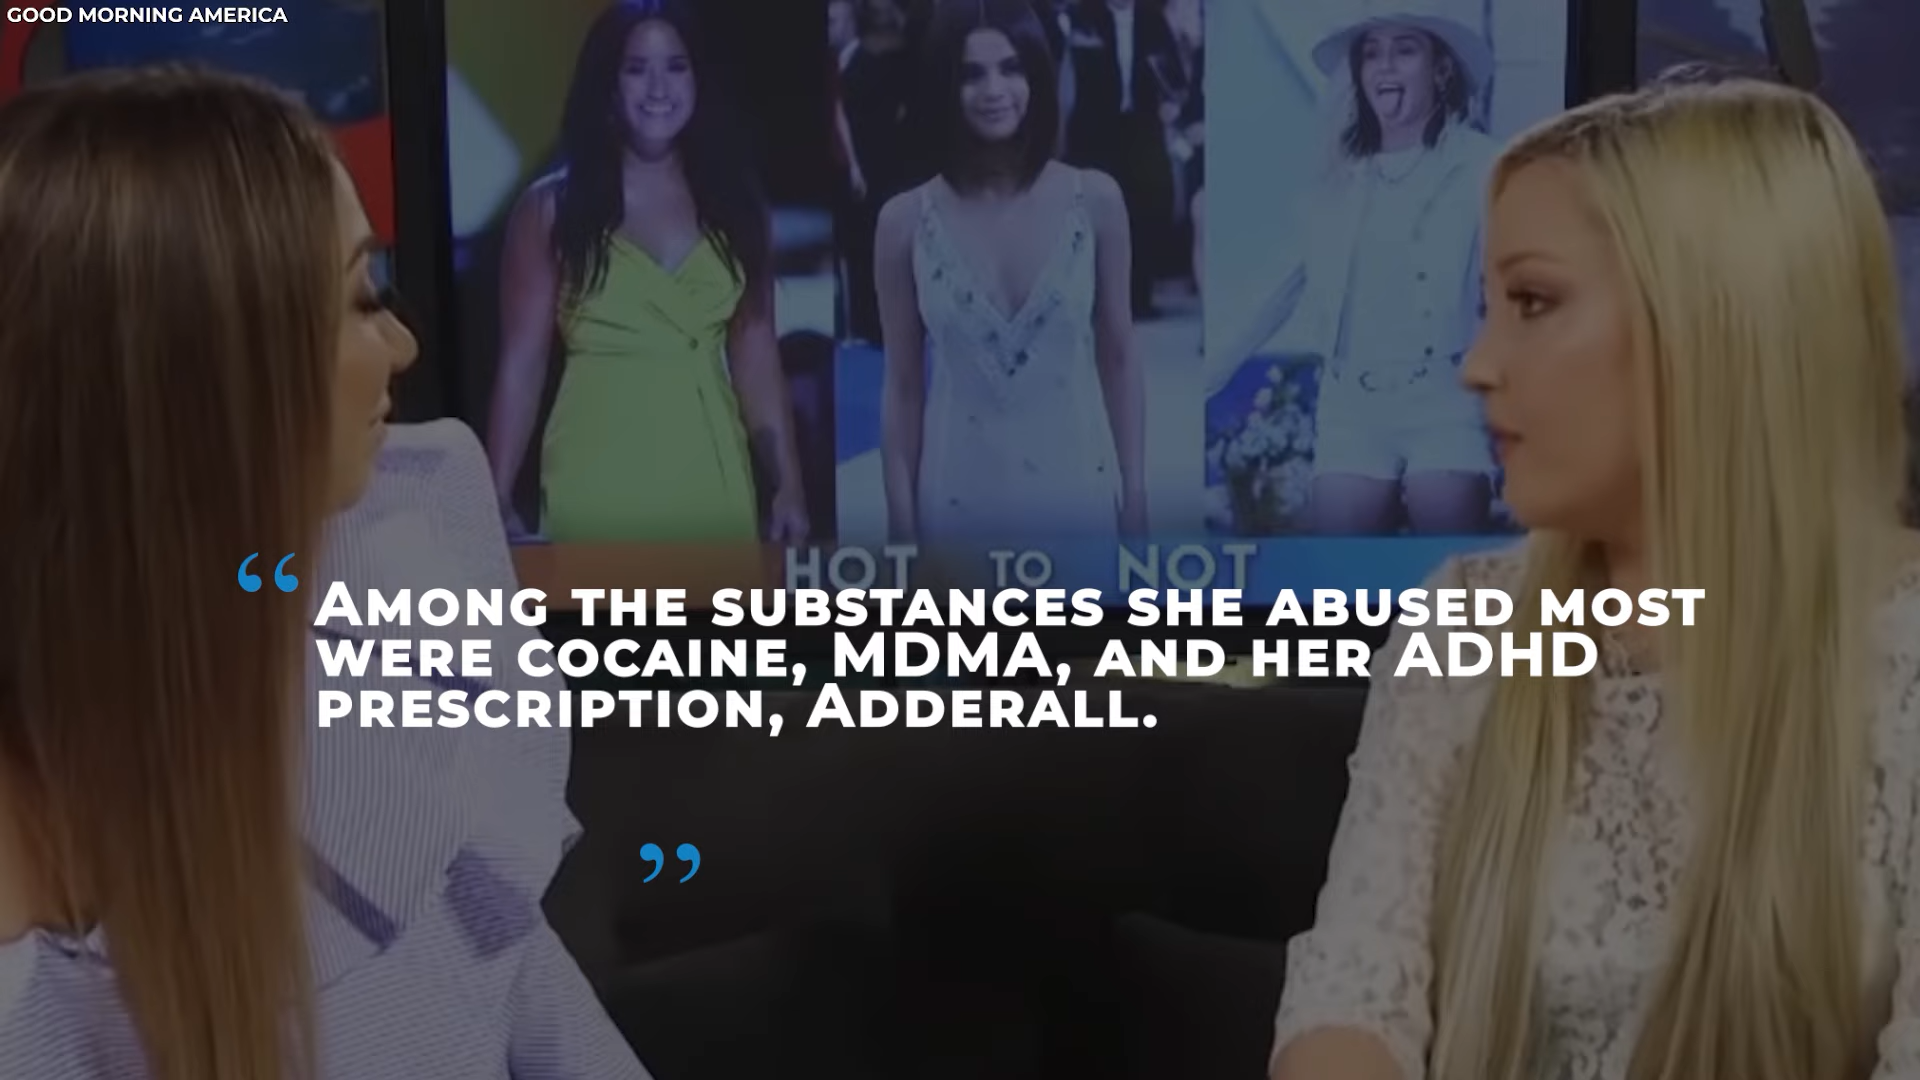 GOOD MORNING AMERICA
HOT TO NOT
“ Among the substances she abused most
were cocaine, MDMA, and her ADHD
prescription, Adderall.
”